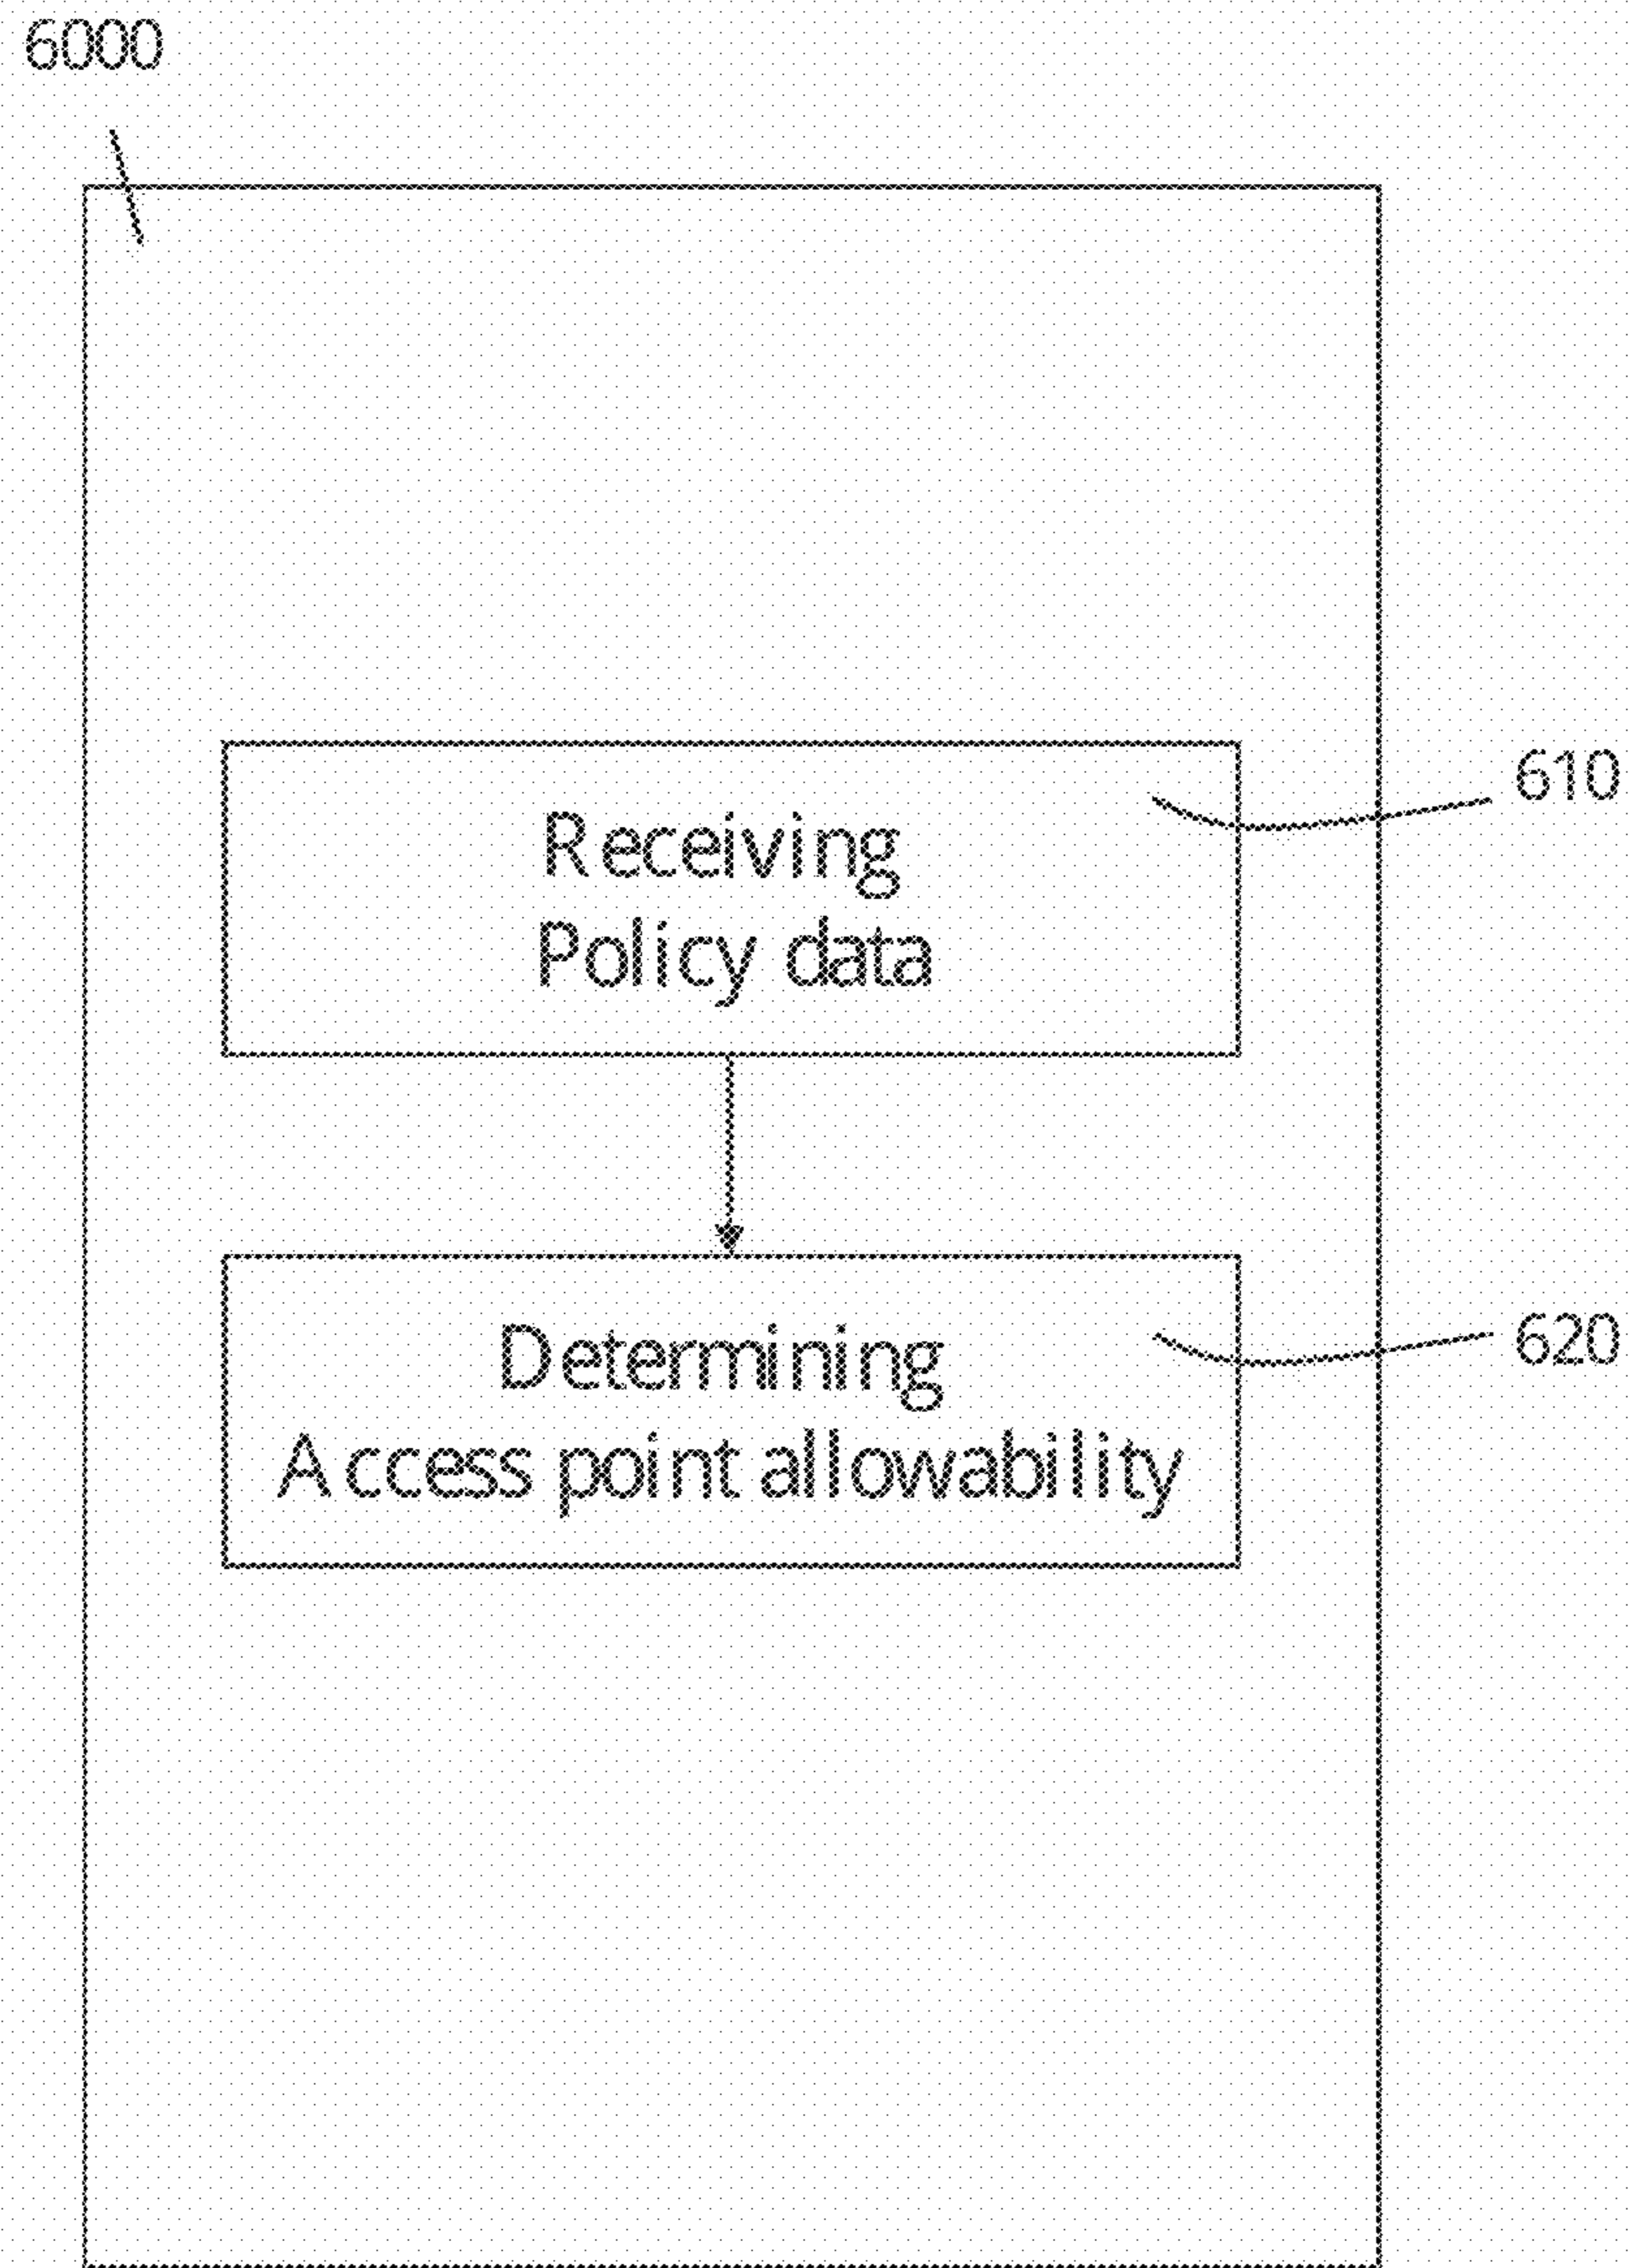 6000
610
Receiving
Policy data
620
Determining
Access point allowability